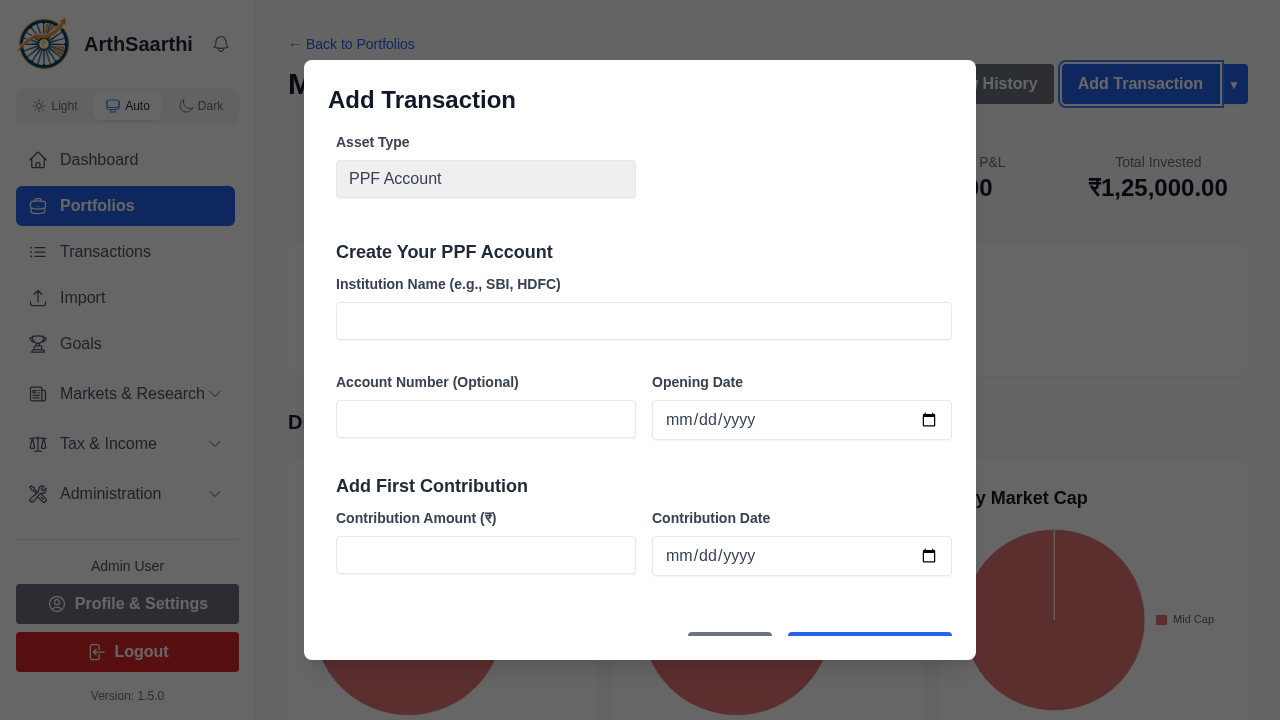 ArthSaarthi
Light
Auto
Dark
Dashboard
Portfolios
Transactions
Import
Goals
Markets & Research
Tax & Income
Administration
Admin User
Profile & Settings
Logout
Version: 1.5.0
← Back to Portfolios
M
History
Add Transaction
▾
P&L
00
Total Invested
₹1,25,000.00
D
y Market Cap
Mid Cap
Add Transaction
Asset Type
PPF Account
Create Your PPF Account
Institution Name (e.g., SBI, HDFC)
Account Number (Optional)
Opening Date
mm/dd/yyyy
Add First Contribution
Contribution Amount (₹)
Contribution Date
mm/dd/yyyy